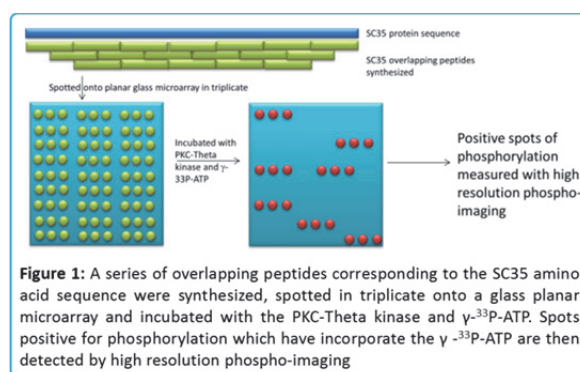 SC35 protein sequence
SC35 overlapping peptides
synthesized
Spotted onto planar glass microarray in triplicate
Incubated with
PKC-Theta
kinase and γ-
33P-ATP
Positive spots of
phosphorylation
measured with high
resolution phospho-
imaging
Figure 1: A series of overlapping peptides corresponding to the SC35 amino
acid sequence were synthesized, spotted in triplicate onto a glass planar
microarray and incubated with the PKC-Theta kinase and γ-³³P-ATP. Spots
positive for phosphorylation which have incorporate the γ -³³P-ATP are then
detected by high resolution phospho-imaging